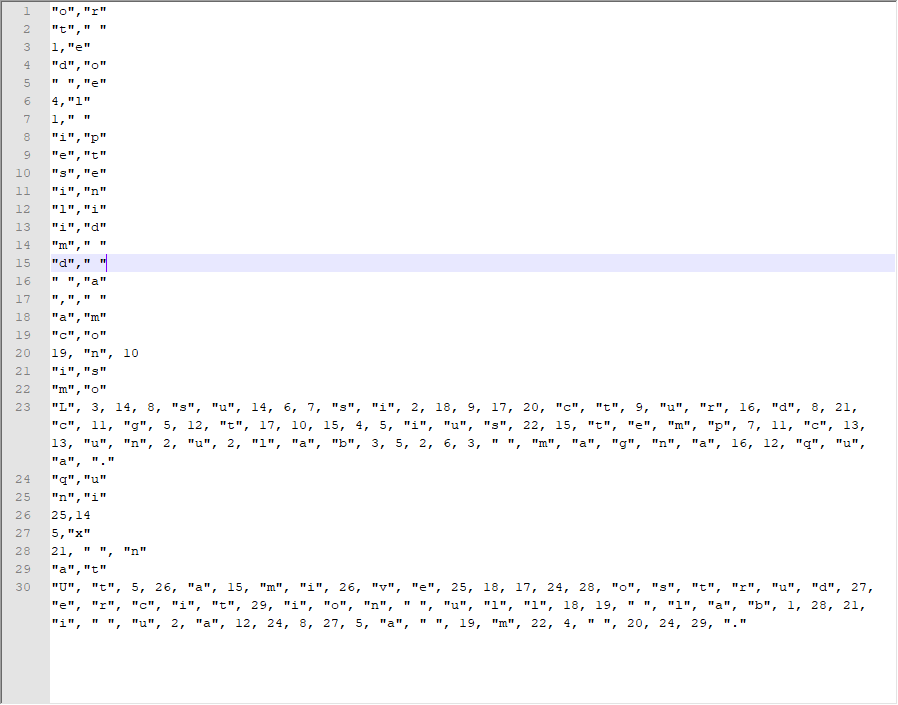 1 "o","r"
2 "t"," "
3 1,"e"
4 "d","o"
5 " ","e"
6 4,"l"
7 1," "
8 "i","p"
9 "e","t"
10 "s","e"
11 "i","n"
12 "l","i"
13 "i","d"
14 "m"," "
15 "d"," "
16 " ","a"
17 ","," "
18 "a","m"
19 "c","o"
20 19, "n", 10
21 "i","s"
22 "m","o"
23 "L", 3, 14, 8, "s", "u", 14, 6, 7, "s", "i", 2, 18, 9, 17, 20, "c", "t", 9, "u", "r", 16, "d", 8, 21,
"c", 11, "g", 5, 12, "t", 17, 10, 15, 4, 5, "i", "u", "s", 22, 15, "t", "e", "m", "p", 7, 11, "c", 13,
13, "u", "n", 2, "u", 2, "l", "a", "b", 3, 5, 2, 6, 3, " ", "m", "a", "g", "n", "a", 16, 12, "q", "u",
"a", "."
24 "q","u"
25 "n","i"
26 25,14
27 5,"x"
28 21, " ", "n"
29 "a","t"
30 "U", "t", 5, 26, "a", 15, "m", "i", 26, "v", "e", 25, 18, 17, 24, 28, "o", "s", "t", "r", "u", "d", 27,
"e", "r", "c", "i", "t", 29, "i", "o", "n", " ", "u", "l", "l", 18, 19, " ", "l", "a", "b", 1, 28, 21,
"i", " ", "u", 2, "a", 12, 24, 8, 27, 5, "a", " ", 19, "m", 22, 4, " ", 20, 24, 29, "."